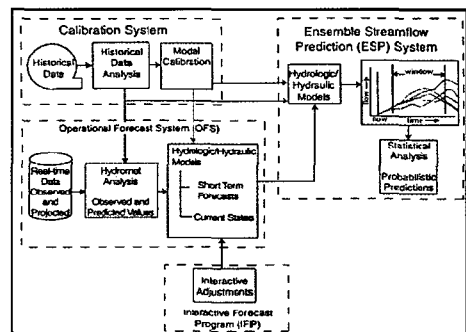 Calibration System
Historical
Data
Historical
Data
Analysis
Modal
Calibration
Ensemble Streamflow
Prediction (ESP) System
Hydrologic/
Hydraulic
Models
window
flow
now
time
Statistical
Analysis
Probabilistic
Predictions
Operational Forecast System (OFS)
Real-time
Data
Observed
and
Projected
Hydromet
Analysis
Observed and
Predicted Values
Hydrologic/Hydraulic
Models
Short Term
Forecasts
Current States
Interactive
Adjustments
Interactive Forecast
Program (IFP)